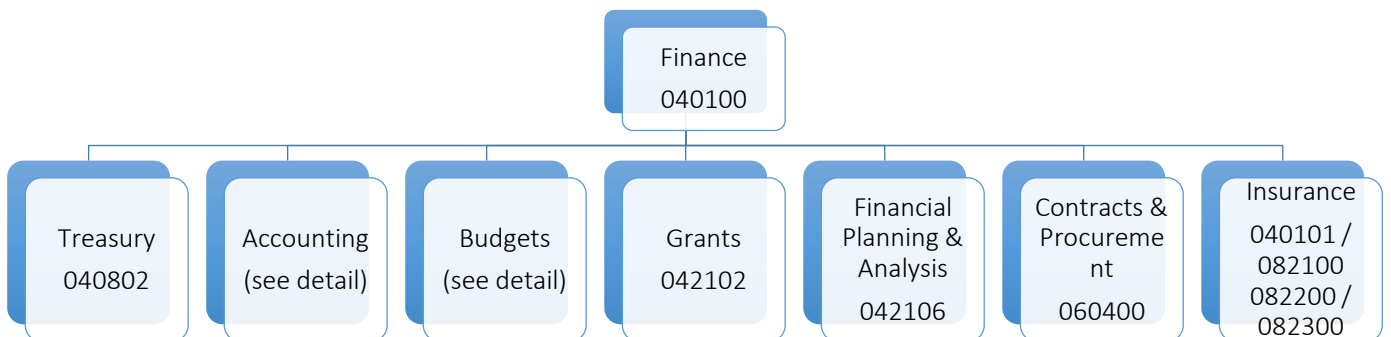 Finance
040100
Treasury
040802
Accounting
(see detail)
Budgets
(see detail)
Grants
042102
Financial
Planning &
Analysis
042106
Contracts &
Procureme
nt
060400
Insurance
040101 /
082100
082200 /
082300